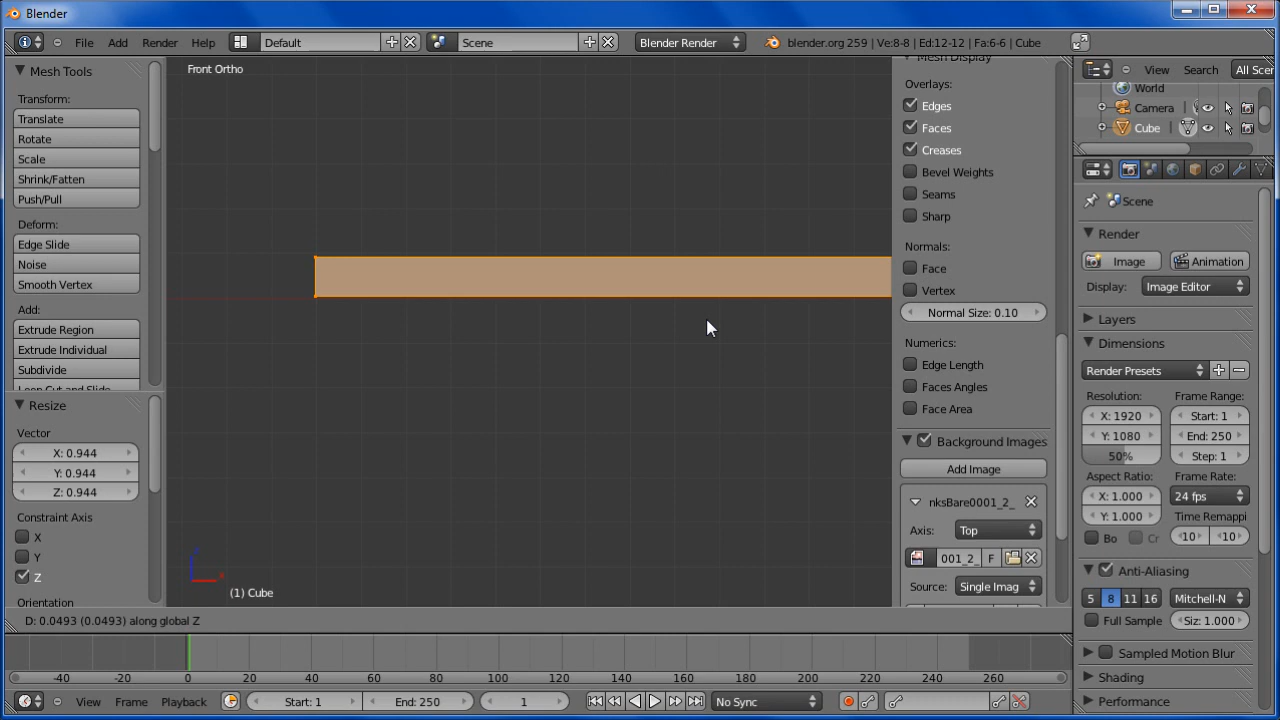 Blender
File Add Render Help Default Scene Blender Render blender.org 259 | Ve:8-8 | Ed:12-12 | Fa:6-6 | Cube
Mesh Tools
Transform:
Translate
Rotate
Scale
Shrink/Fatten
Push/Pull
Deform:
Edge Slide
Noise
Smooth Vertex
Add:
Extrude Region
Extrude Individual
Subdivide
Loop Cut and Slide
Resize
Vector
X: 0.944
Y: 0.944
Z: 0.944
Constraint Axis
X
Y
Z
Orientation
Front Ortho
(1) Cube
D: 0.0493 (0.0493) along global Z
Mesh Display
Overlays:
Edges
Faces
Creases
Bevel Weights
Seams
Sharp
Normals:
Face
Vertex
Normal Size: 0.10
Numerics:
Edge Length
Faces Angles
Face Area
Background Images
Add Image
nksBare0001_2_
Axis: Top
001_2_ F
Source: Single Imag
View Search All Scen
World
Camera
Cube
Scene
Render
Image Animation
Display: Image Editor
Layers
Dimensions
Render Presets
Resolution: Frame Range:
X: 1920 Start: 1
Y: 1080 End: 250
50% Step: 1
Aspect Ratio: Frame Rate:
X: 1.000 24 fps
Y: 1.000 Time Remappi
Bo Cr 10 10
Anti-Aliasing
5 8 11 16 Mitchell-N
Full Sample Siz: 1.000
Sampled Motion Blur
Shading
Performance
-40 -20 0 20 40 60 80 100 120 140 160 180 200 220 240 260
View Frame Playback Start: 1 End: 250 1 No Sync